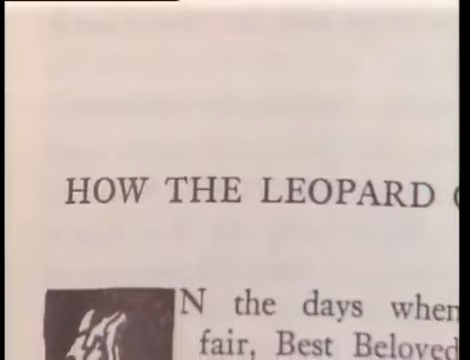 HOW THE LEOPARD
N the days when
fair, Best Beloved